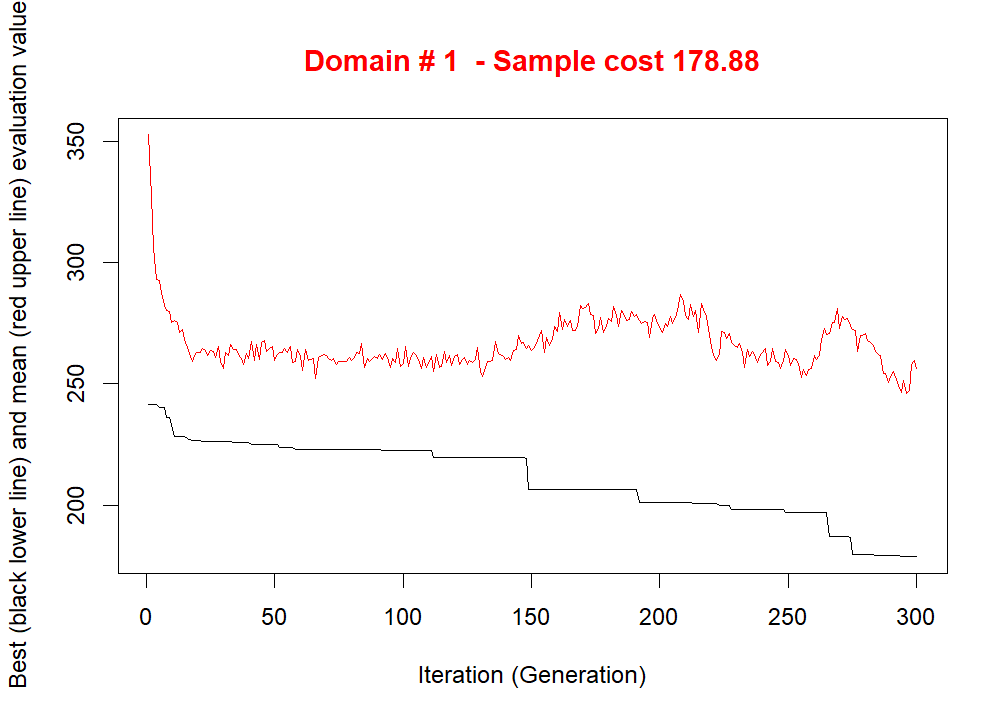 Domain # 1  - Sample cost 178.88
Best (black lower line) and mean (red upper line) evaluation value
350
300
250
200
0 50 100 150 200 250 300
Iteration (Generation)